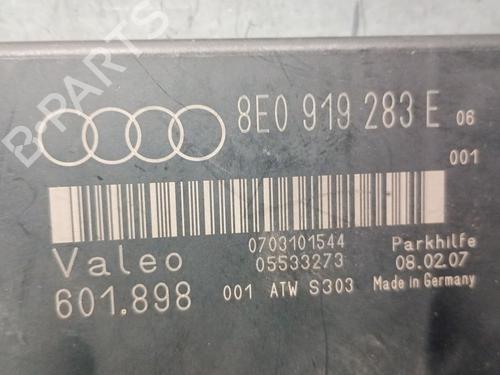 B-PARTS
8E0 919 283 E 06
001
0703101544
Valeo 05533273 Parkhilfe
08.02.07
601.898 001 ATW S303 Made in Germany